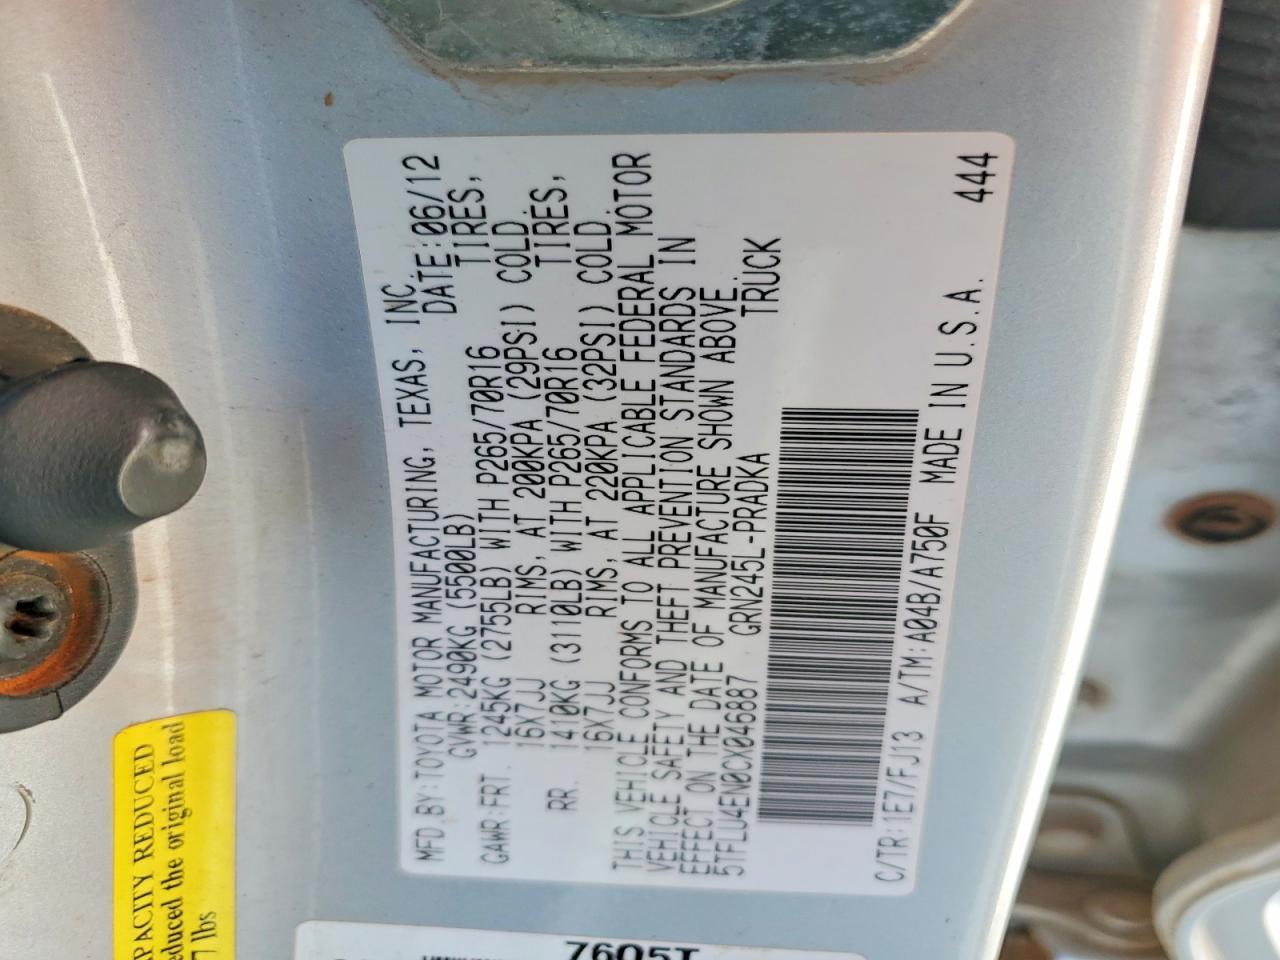 MFD BY:TOYOTA MOTOR MANUFACTURING, TEXAS, INC.
GVWR:2490KG (5500LB) DATE:06/12
GAWR:FRT. 1245KG (2755LB) WITH P265/70R16 TIRES,
16X7JJ RIMS, AT 200KPA (29PSI) COLD.
RR. 1410KG (3110LB) WITH P265/70R16 TIRES,
16X7JJ RIMS, AT 220KPA (32PSI) COLD.
THIS VEHICLE CONFORMS TO ALL APPLICABLE FEDERAL MOTOR
VEHICLE SAFETY AND THEFT PREVENTION STANDARDS IN
EFFECT ON THE DATE OF MANUFACTURE SHOWN ABOVE.
5TFLU4EN0CX046887 GRN245L-PRADKA TRUCK
C/TR:1E7/FJ13 A/TM:A04B/A750F MADE IN U.S.A. 444
PACITY REDUCED
educed the original load
7 lbs